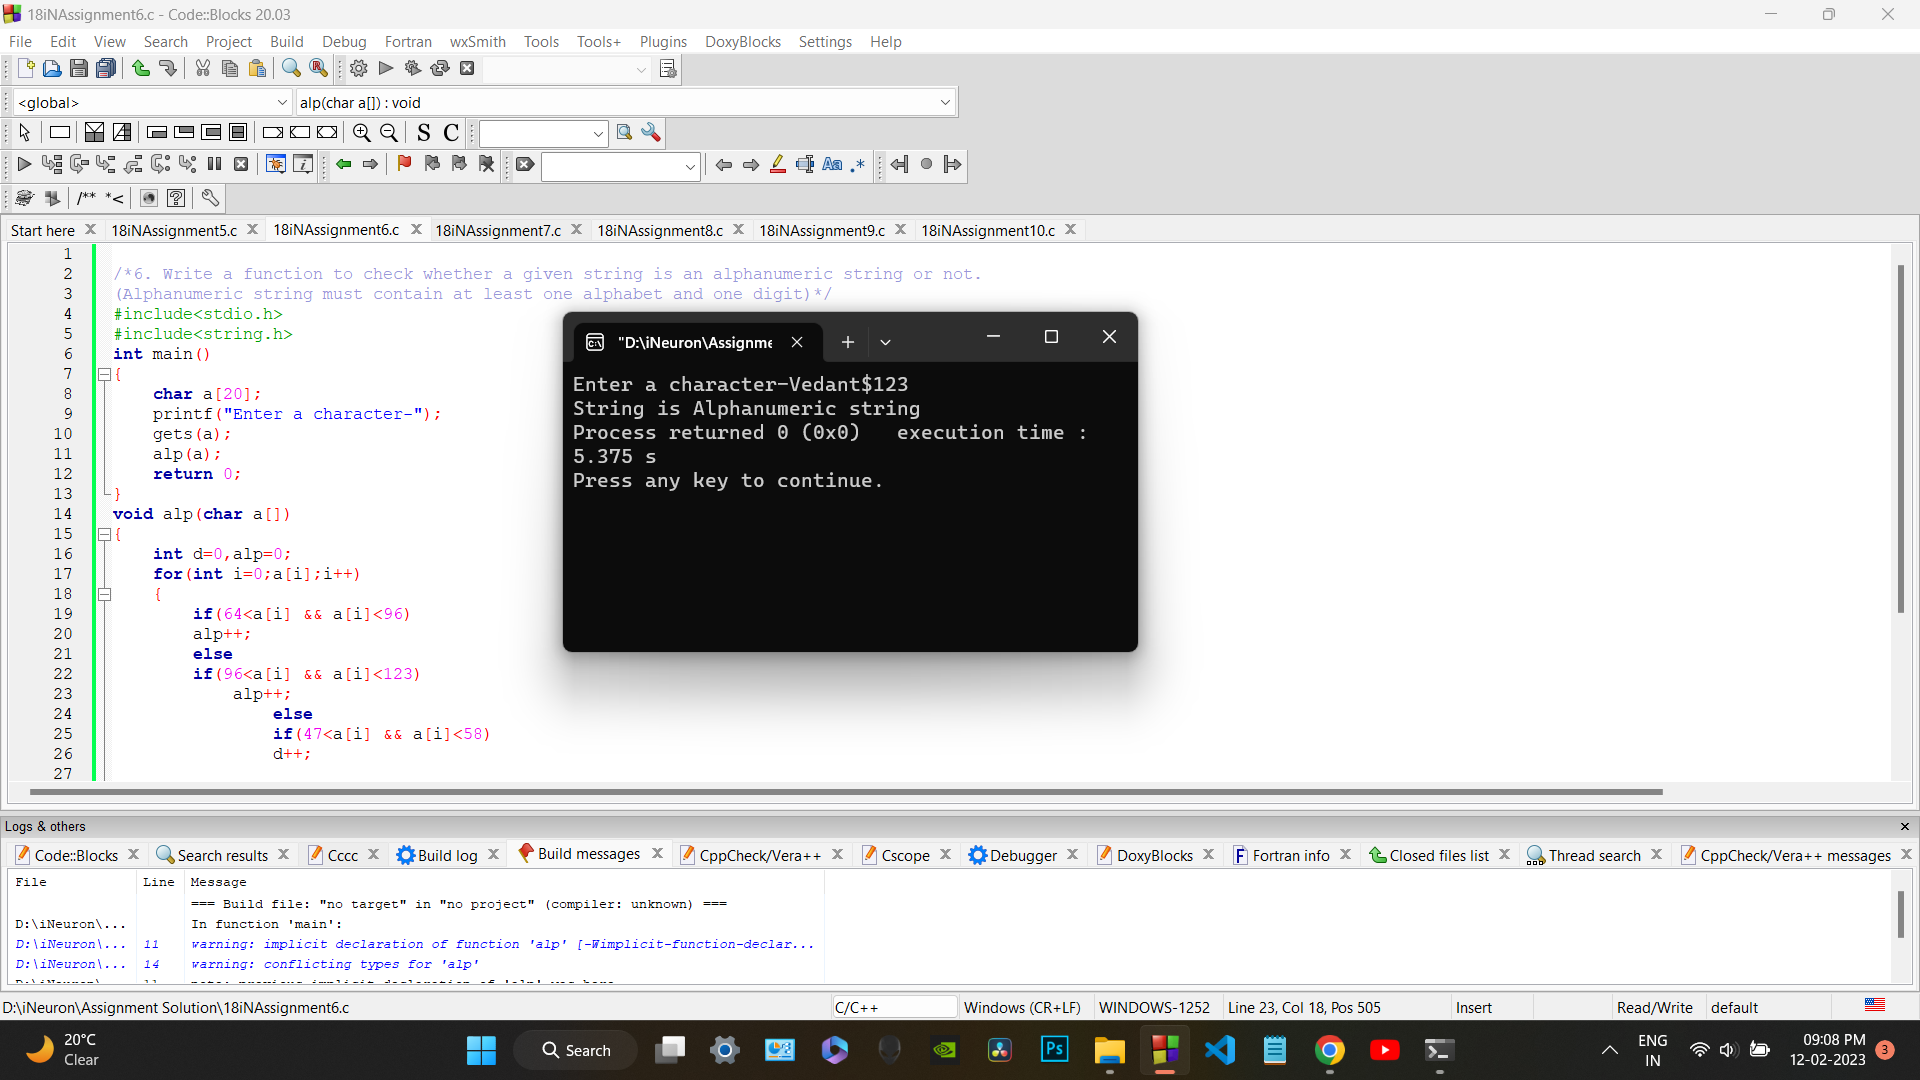 18iNAssignment6.c - Code::Blocks 20.03
File Edit View Search Project Build Debug Fortran wxSmith Tools Tools+ Plugins DoxyBlocks Settings Help
<global> alp(char a[]) : void
S C
Aa .*
/** *<
Start here 18iNAssignment5.c 18iNAssignment6.c 18iNAssignment7.c 18iNAssignment8.c 18iNAssignment9.c 18iNAssignment10.c
1
2 /*6. Write a function to check whether a given string is an alphanumeric string or not.
3 (Alphanumeric string must contain at least one alphabet and one digit)*/
4 #include<stdio.h>
5 #include<string.h>
6 int main()
7 {
8 char a[20];
9 printf("Enter a character-");
10 gets(a);
11 alp(a);
12 return 0;
13 }
14 void alp(char a[])
15 {
16 int d=0,alp=0;
17 for(int i=0;a[i];i++)
18 {
19 if(64<a[i] && a[i]<96)
20 alp++;
21 else
22 if(96<a[i] && a[i]<123)
23 alp++;
24 else
25 if(47<a[i] && a[i]<58)
26 d++;
27
"D:\iNeuron\Assignme
Enter a character-Vedant$123
String is Alphanumeric string
Process returned 0 (0x0) execution time :
5.375 s
Press any key to continue.
Logs & others
Code::Blocks Search results Cccc Build log Build messages CppCheck/Vera++ Cscope Debugger DoxyBlocks Fortran info Closed files list Thread search CppCheck/Vera++ messages
File Line Message
=== Build file: "no target" in "no project" (compiler: unknown) ===
D:\iNeuron\... In function 'main':
D:\iNeuron\... 11 warning: implicit declaration of function 'alp' [-Wimplicit-function-declar...
D:\iNeuron\... 14 warning: conflicting types for 'alp'
D:\iNeuron\Assignment Solution\18iNAssignment6.c C/C++ Windows (CR+LF) WINDOWS-1252 Line 23, Col 18, Pos 505 Insert Read/Write default
20°C
Clear
Search
Ps
ENG
IN
09:08 PM
12-02-2023
3